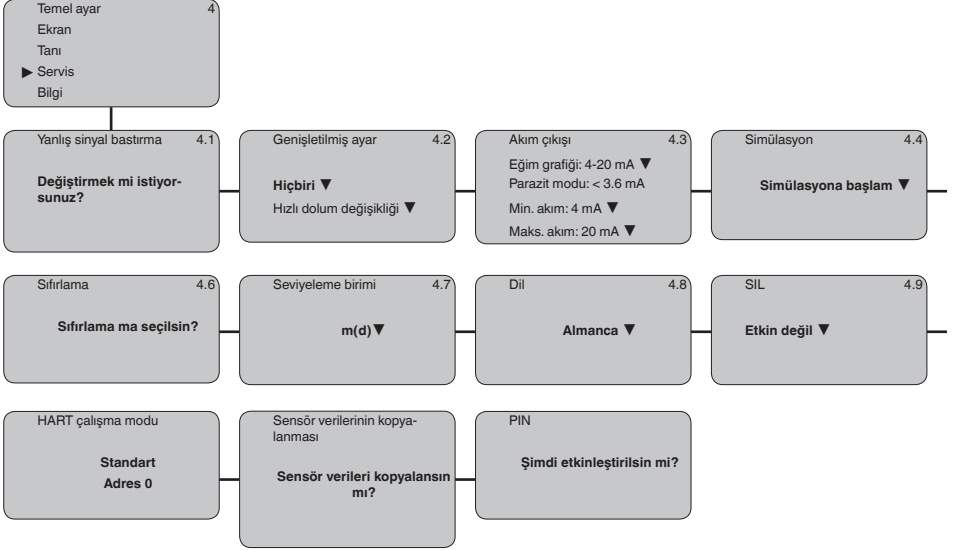 Temel ayar 4
Ekran
Tanı
▶ Servis
Bilgi
Yanlış sinyal bastırma 4.1
Değiştirmek mi istiyor-
sunuz?
Genişletilmiş ayar 4.2
Hiçbiri ▼
Hızlı dolum değişikliği ▼
Akım çıkışı 4.3
Eğim grafiği: 4-20 mA ▼
Parazit modu: < 3.6 mA
Min. akım: 4 mA ▼
Maks. akım: 20 mA ▼
Simülasyon 4.4
Simülasyona başlam ▼
Sıfırlama 4.6
Sıfırlama ma seçilsin?
Seviyeleme birimi 4.7
m(d) ▼
Dil 4.8
Almanca ▼
SIL 4.9
Etkin değil ▼
HART çalışma modu
Standart
Adres 0
Sensör verilerinin kopya-
lanması
Sensör verileri kopyalansın
mı?
PIN
Şimdi etkinleştirilsin mi?